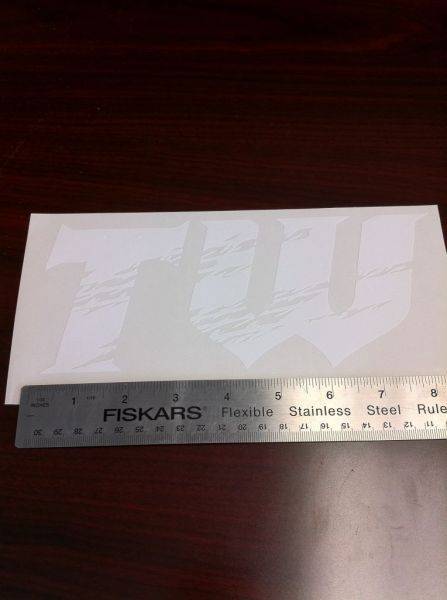 TW
1 2 3 4 5 6 7 8
INCHES
FISKARS® Flexible Stainless Steel Rule
30 29 28 27 26 25 24 23 22 21 20 19 18 17 16 15 14 13 12 11